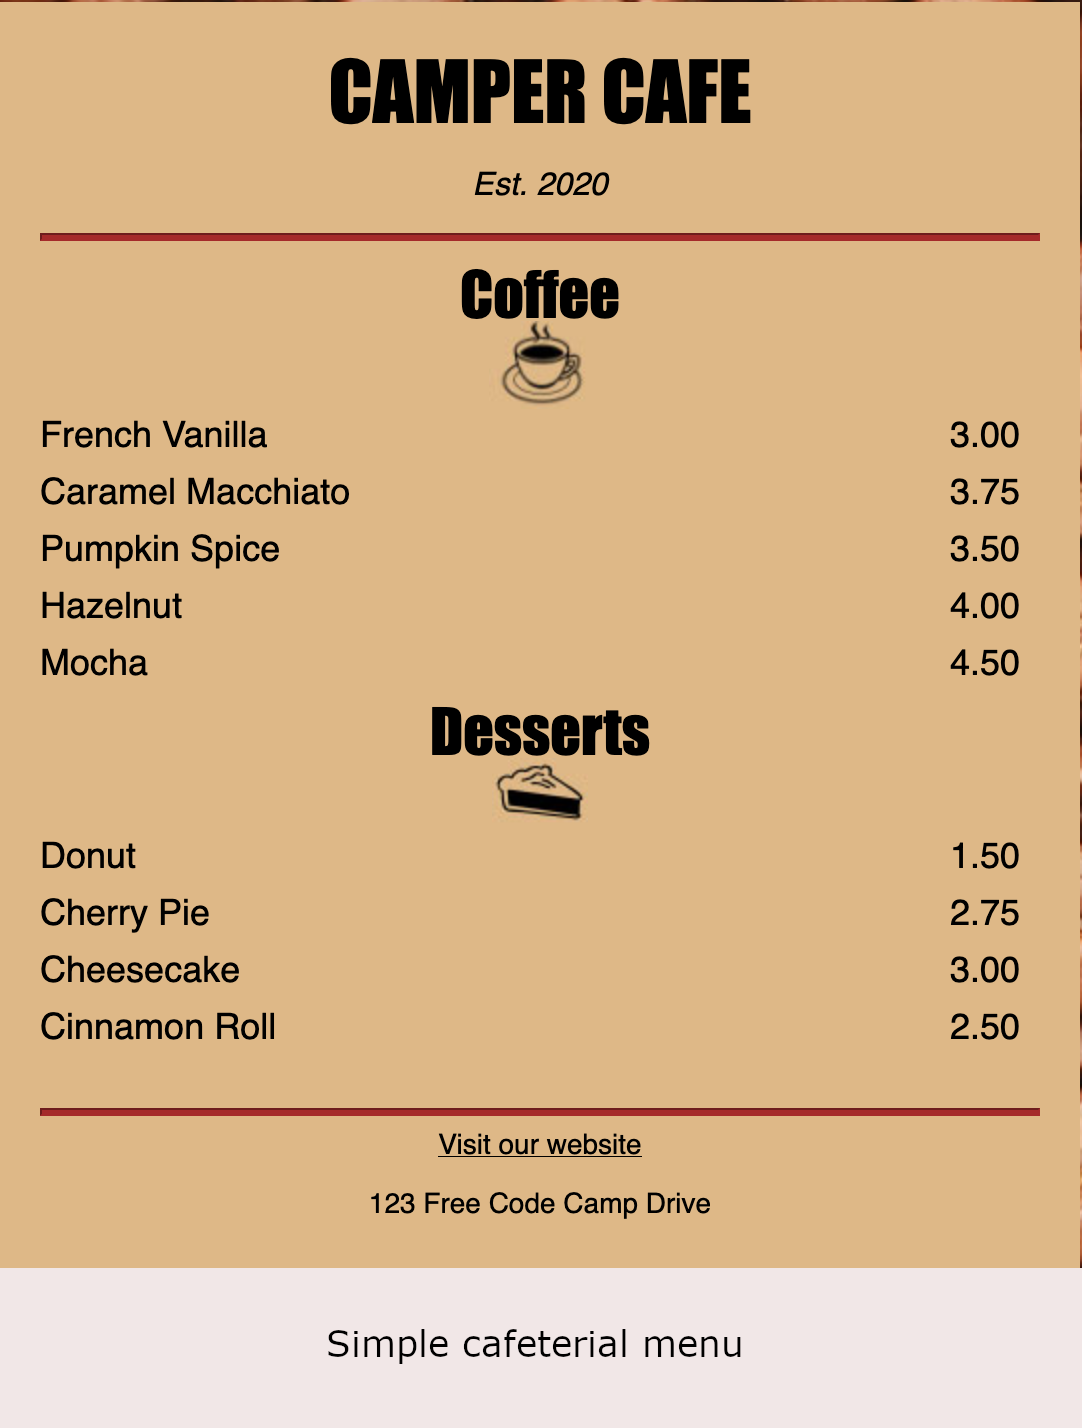 CAMPER CAFE
Est. 2020
Coffee
French Vanilla 3.00
Caramel Macchiato 3.75
Pumpkin Spice 3.50
Hazelnut 4.00
Mocha 4.50
Desserts
Donut 1.50
Cherry Pie 2.75
Cheesecake 3.00
Cinnamon Roll 2.50
Visit our website
123 Free Code Camp Drive
Simple cafeterial menu